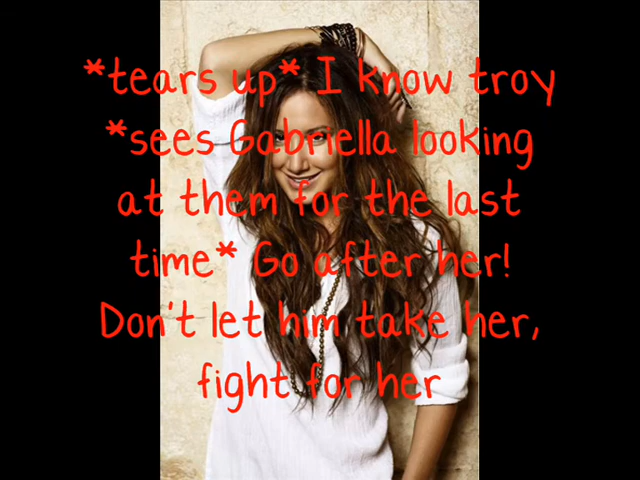 *tears up* I know troy
*sees Gabriella looking
at them for the last
time* Go after her!
Don't let him take her,
fight for her